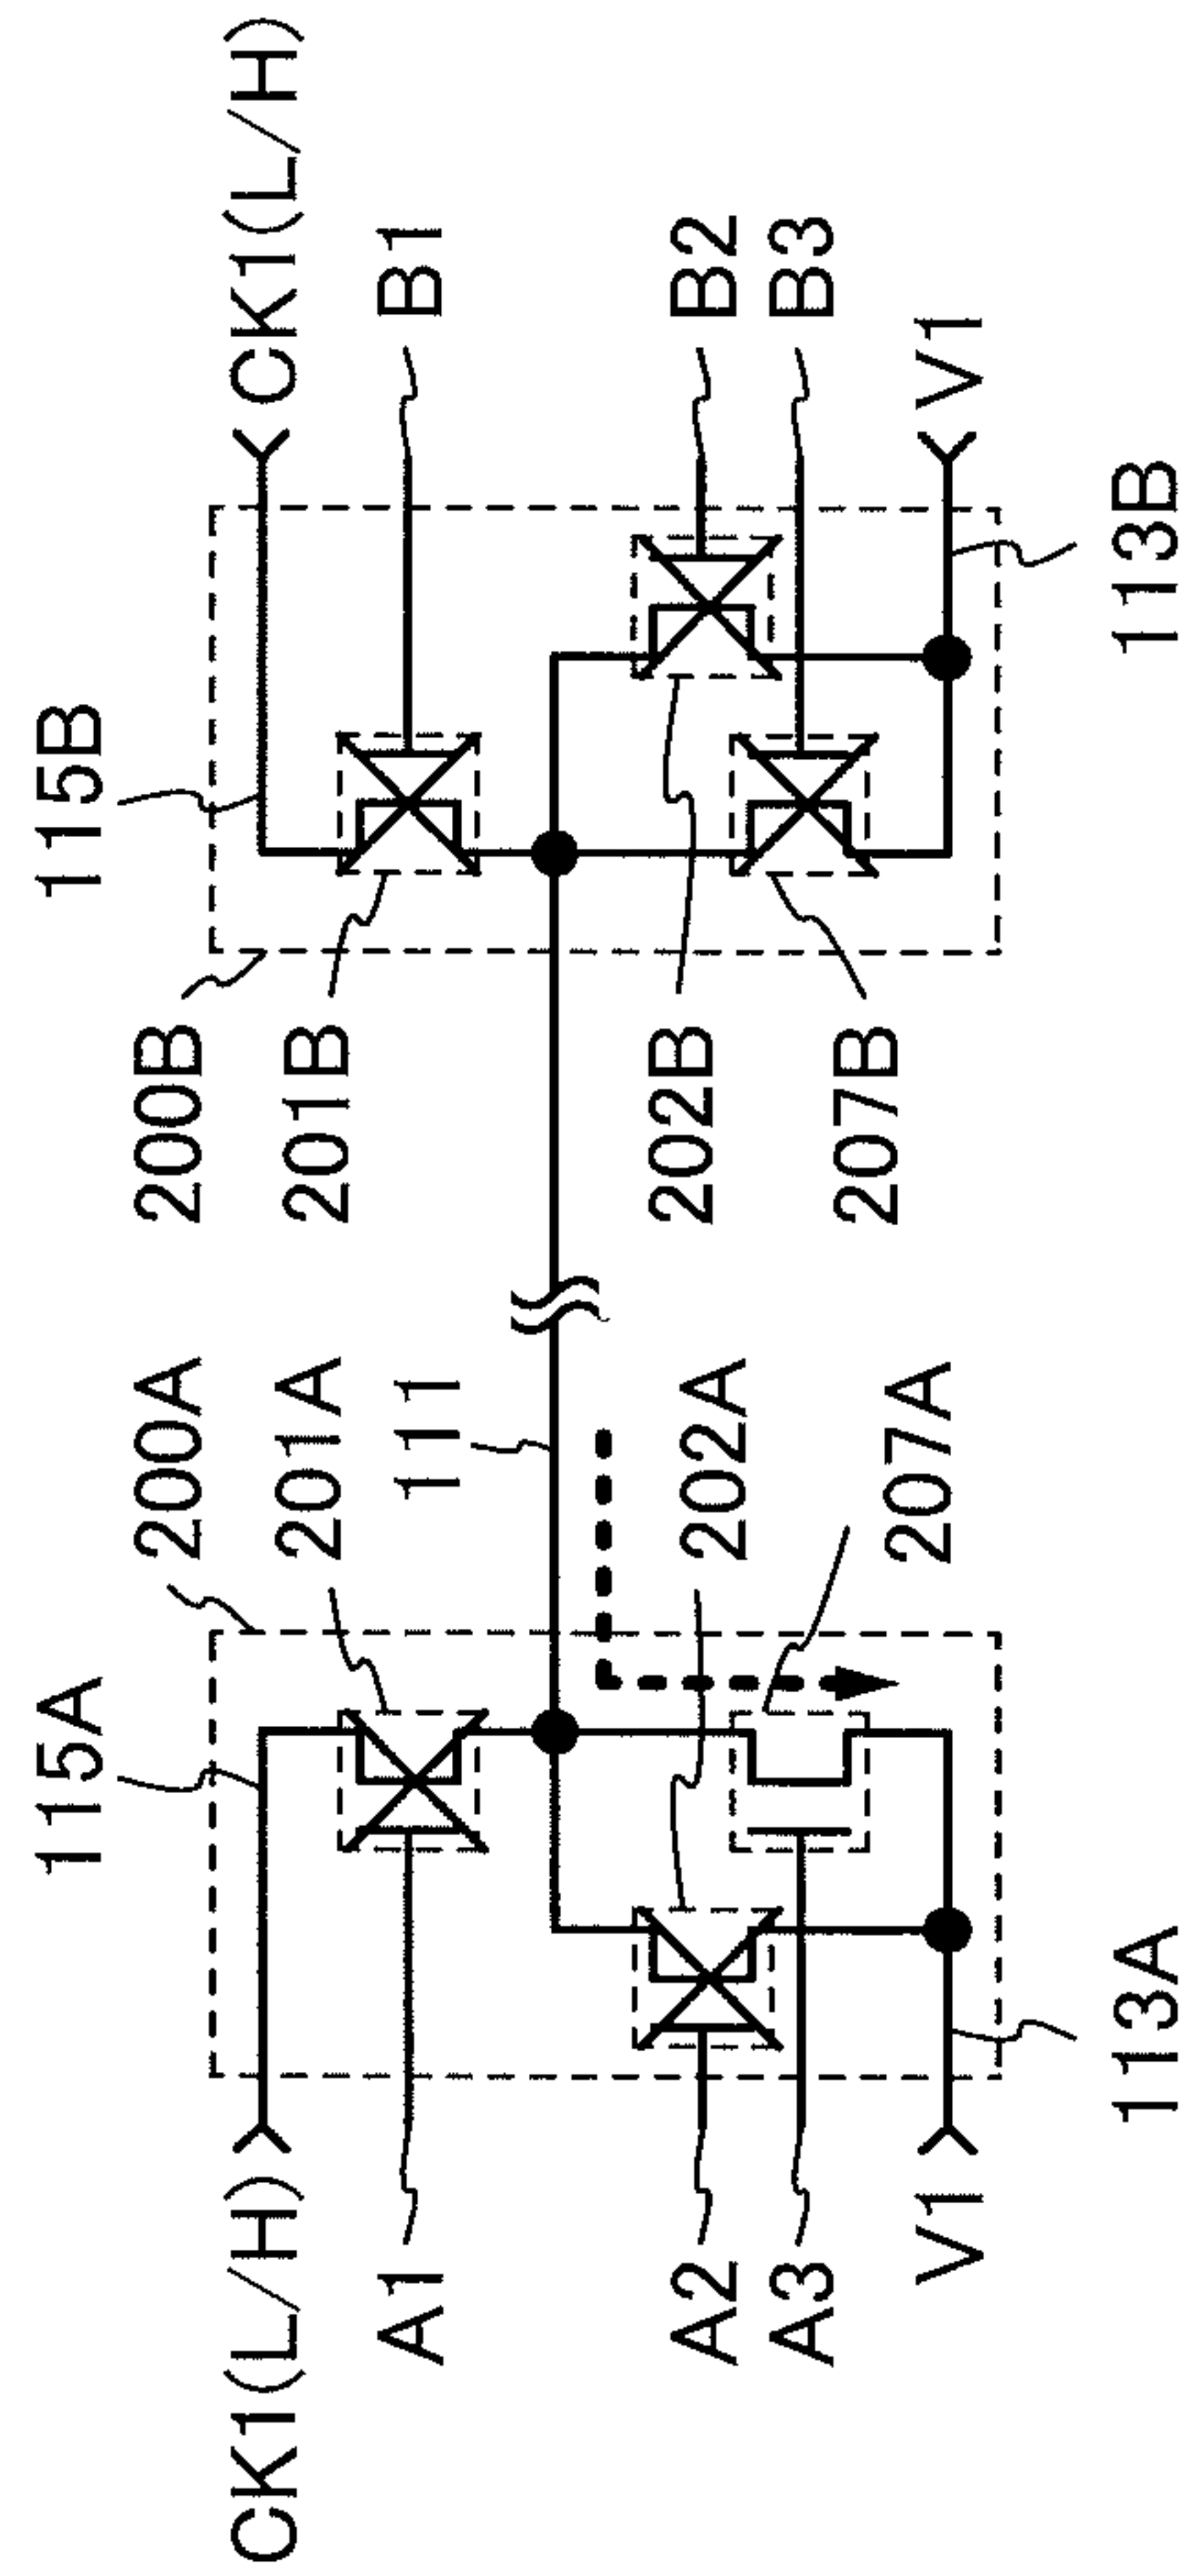 115A
115B
200A
200B
CK1(L/H)
201A
201B
CK1(L/H)
A1
111
B1
A2
202A
202B
B2
A3
207A
207B
B3
V1
V1
113A
113B